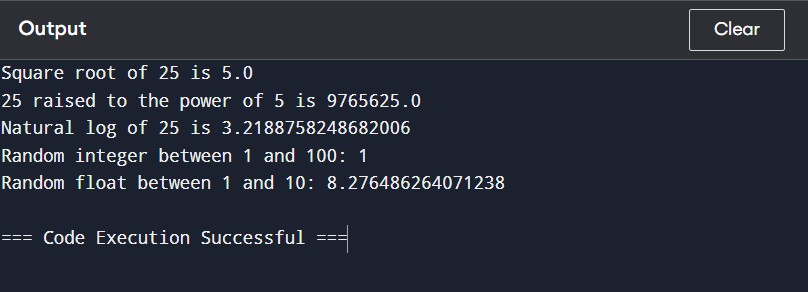 Output
Clear
Square root of 25 is 5.0
25 raised to the power of 5 is 9765625.0
Natural log of 25 is 3.2188758248682006
Random integer between 1 and 100: 1
Random float between 1 and 10: 8.276486264071238
=== Code Execution Successful ===